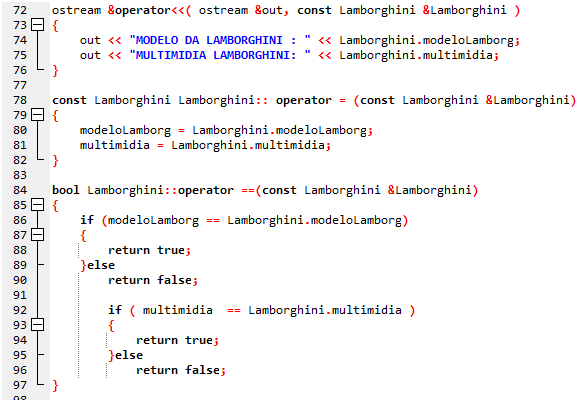 72 ostream &operator<<( ostream &out, const Lamborghini &Lamborghini )
73 {
74 out << "MODELO DA LAMBORGHINI : " << Lamborghini.modeloLamborg;
75 out << "MULTIMIDIA LAMBORGHINI: " << Lamborghini.multimidia;
76 }
77
78 const Lamborghini Lamborghini:: operator = (const Lamborghini &Lamborghini)
79 {
80 modeloLamborg = Lamborghini.modeloLamborg;
81 multimidia = Lamborghini.multimidia;
82 }
83
84 bool Lamborghini::operator ==(const Lamborghini &Lamborghini)
85 {
86 if (modeloLamborg == Lamborghini.modeloLamborg)
87 {
88 return true;
89 }else
90 return false;
91
92 if ( multimidia == Lamborghini.multimidia )
93 {
94 return true;
95 }else
96 return false;
97 }
98